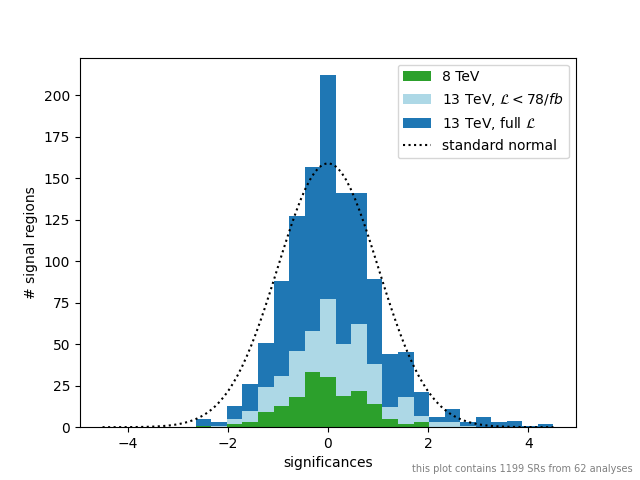 8 TeV
13 TeV, ℒ < 78/fb
13 TeV, full ℒ
standard normal
# signal regions
200
175
150
125
100
75
50
25
0
−4
−2
0
2
4
significances
this plot contains 1199 SRs from 62 analyses